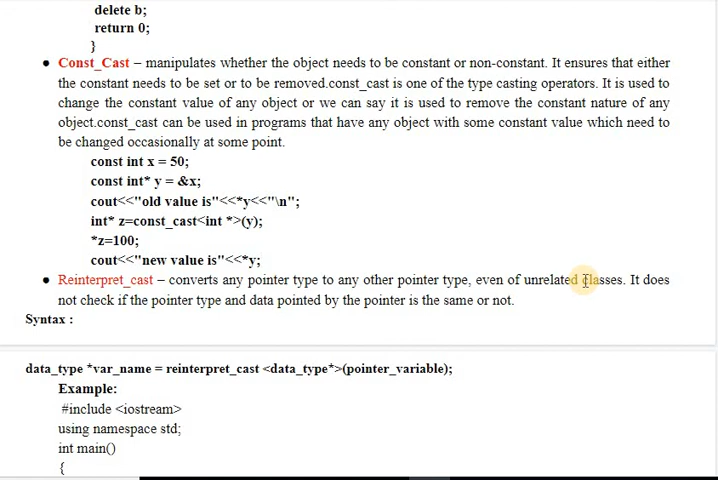 delete b;
return 0;
}
• Const_Cast – manipulates whether the object needs to be constant or non-constant. It ensures that either
the constant needs to be set or to be removed.const_cast is one of the type casting operators. It is used to
change the constant value of any object or we can say it is used to remove the constant nature of any
object.const_cast can be used in programs that have any object with some constant value which need to
be changed occasionally at some point.
const int x = 50;
const int* y = &x;
cout<<"old value is"<<*y<<"\n";
int* z=const_cast<int *>(y);
*z=100;
cout<<"new value is"<<*y;
• Reinterpret_cast – converts any pointer type to any other pointer type, even of unrelated classes. It does
not check if the pointer type and data pointed by the pointer is the same or not.
Syntax :
data_type *var_name = reinterpret_cast <data_type*>(pointer_variable);
Example:
#include <iostream>
using namespace std;
int main()
{